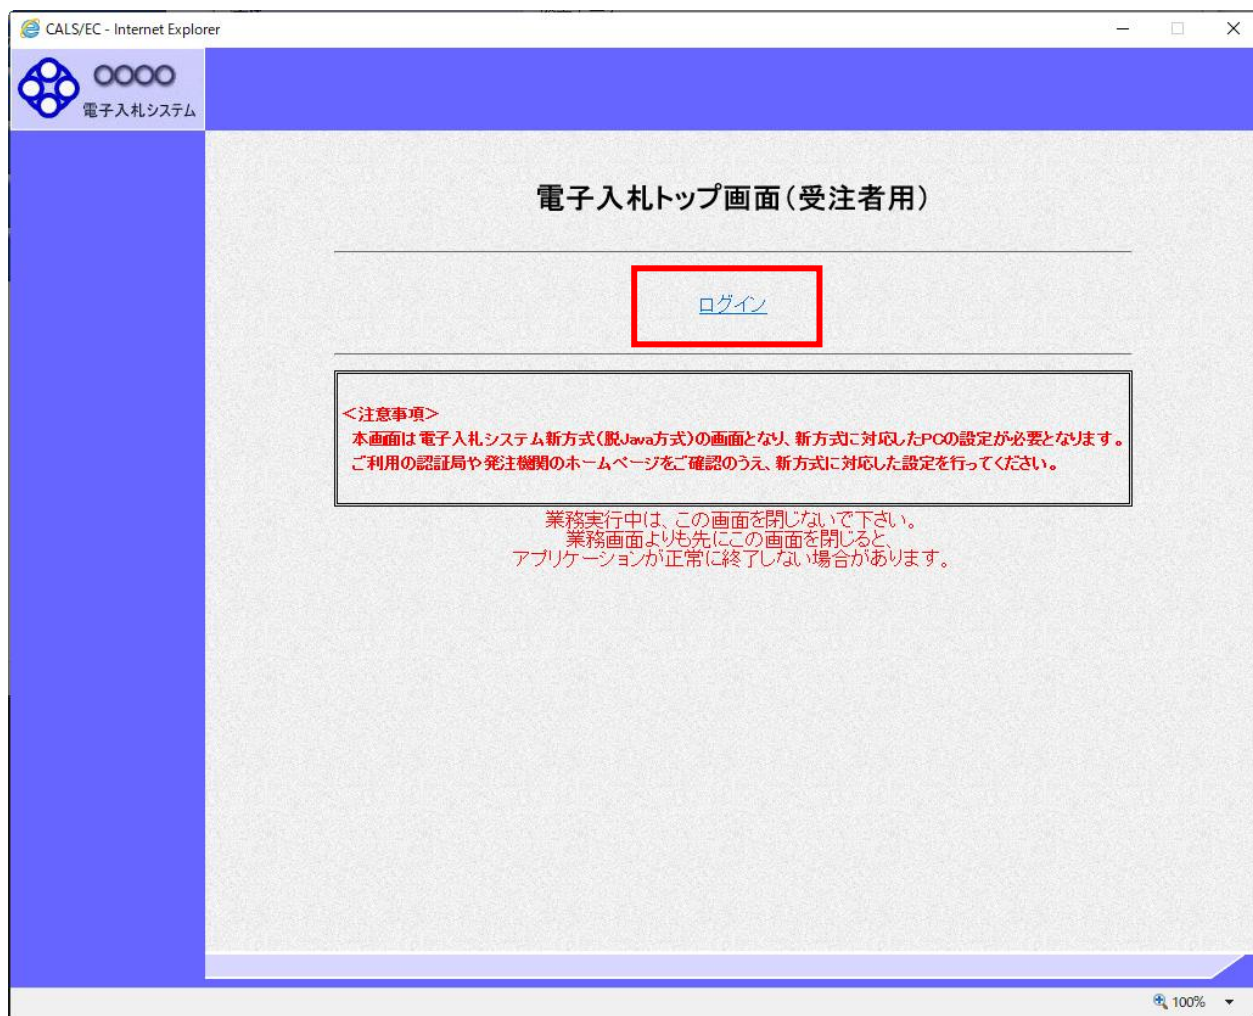 CALS/EC - Internet Explorer
○○○○
電子入札システム
電子入札トップ画面(受注者用)
ログイン
<注意事項>
本画面は電子入札システム新方式(脱Java方式)の画面となり、新方式に対応したPCの設定が必要となります。
ご利用の認証局や発注機関のホームページをご確認のうえ、新方式に対応した設定を行ってください。
業務実行中は、この画面を閉じないで下さい。
業務画面よりも先にこの画面を閉じると、
アプリケーションが正常に終了しない場合があります。
100%